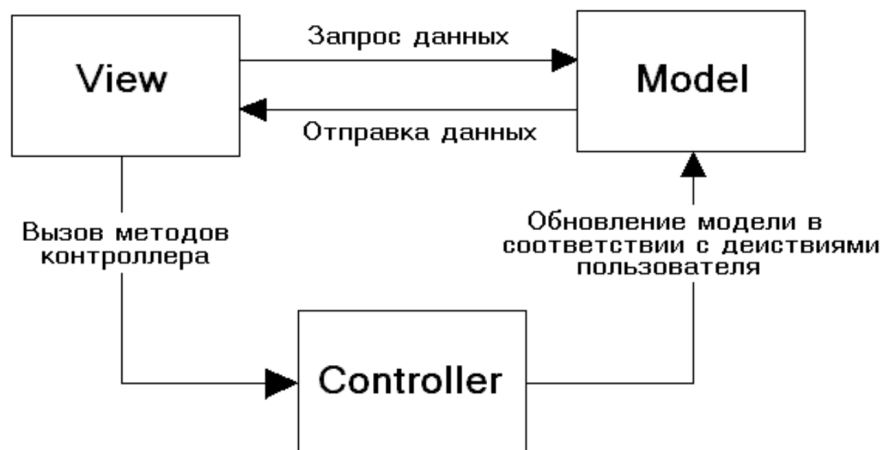 Запрос данных
View
Model
Отправка данных
Вызов методов
контроллера
Обновление модели в
соответствии с деиствиями
пользователя
Controller